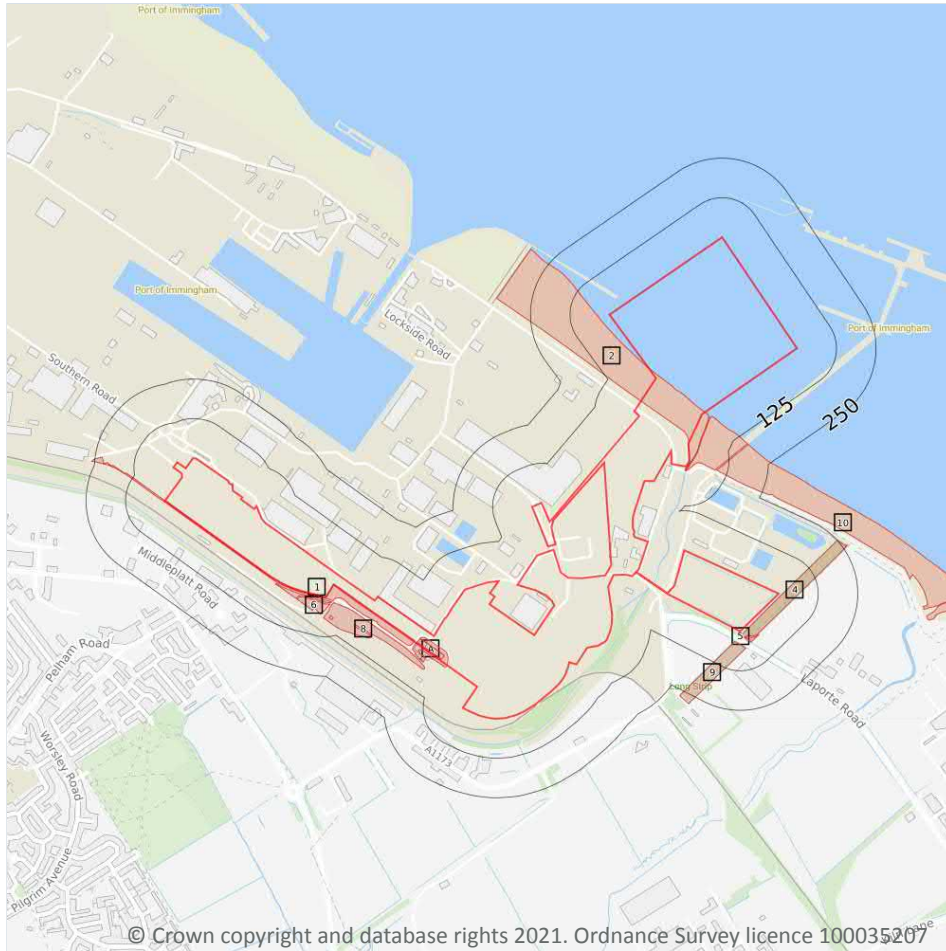 Port of Immingham
Port of Immingham
Lockside Road
Port of Immingham
Southern Road
2
125
250
10
Middleplatt Road
1
6
4
8
5
A
Pelham Road
9
Long Stop
Laporte Road
Worsley Road
A1173
Pilgrim Avenue
© Crown copyright and database rights 2021. Ordnance Survey licence 100035207